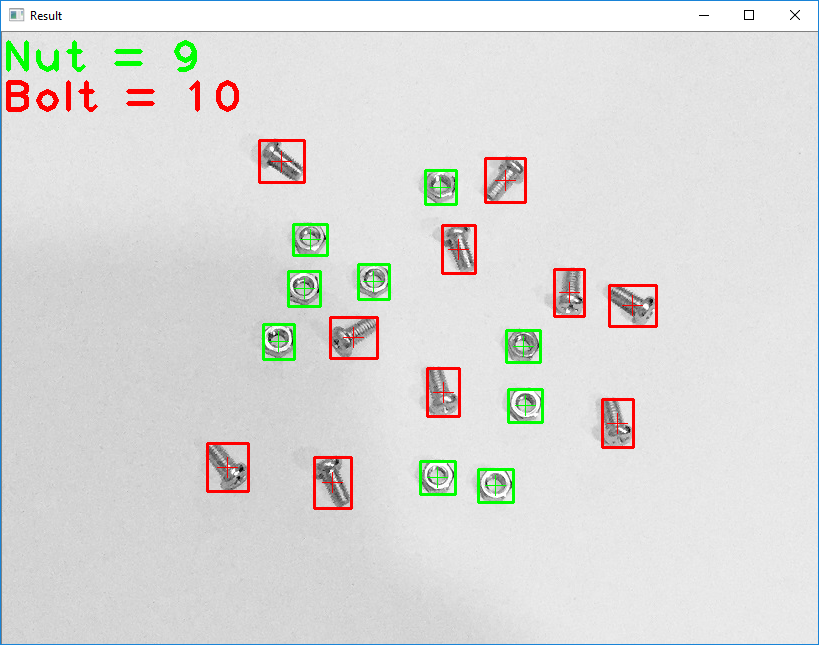 Result
Nut = 9
Bolt = 10